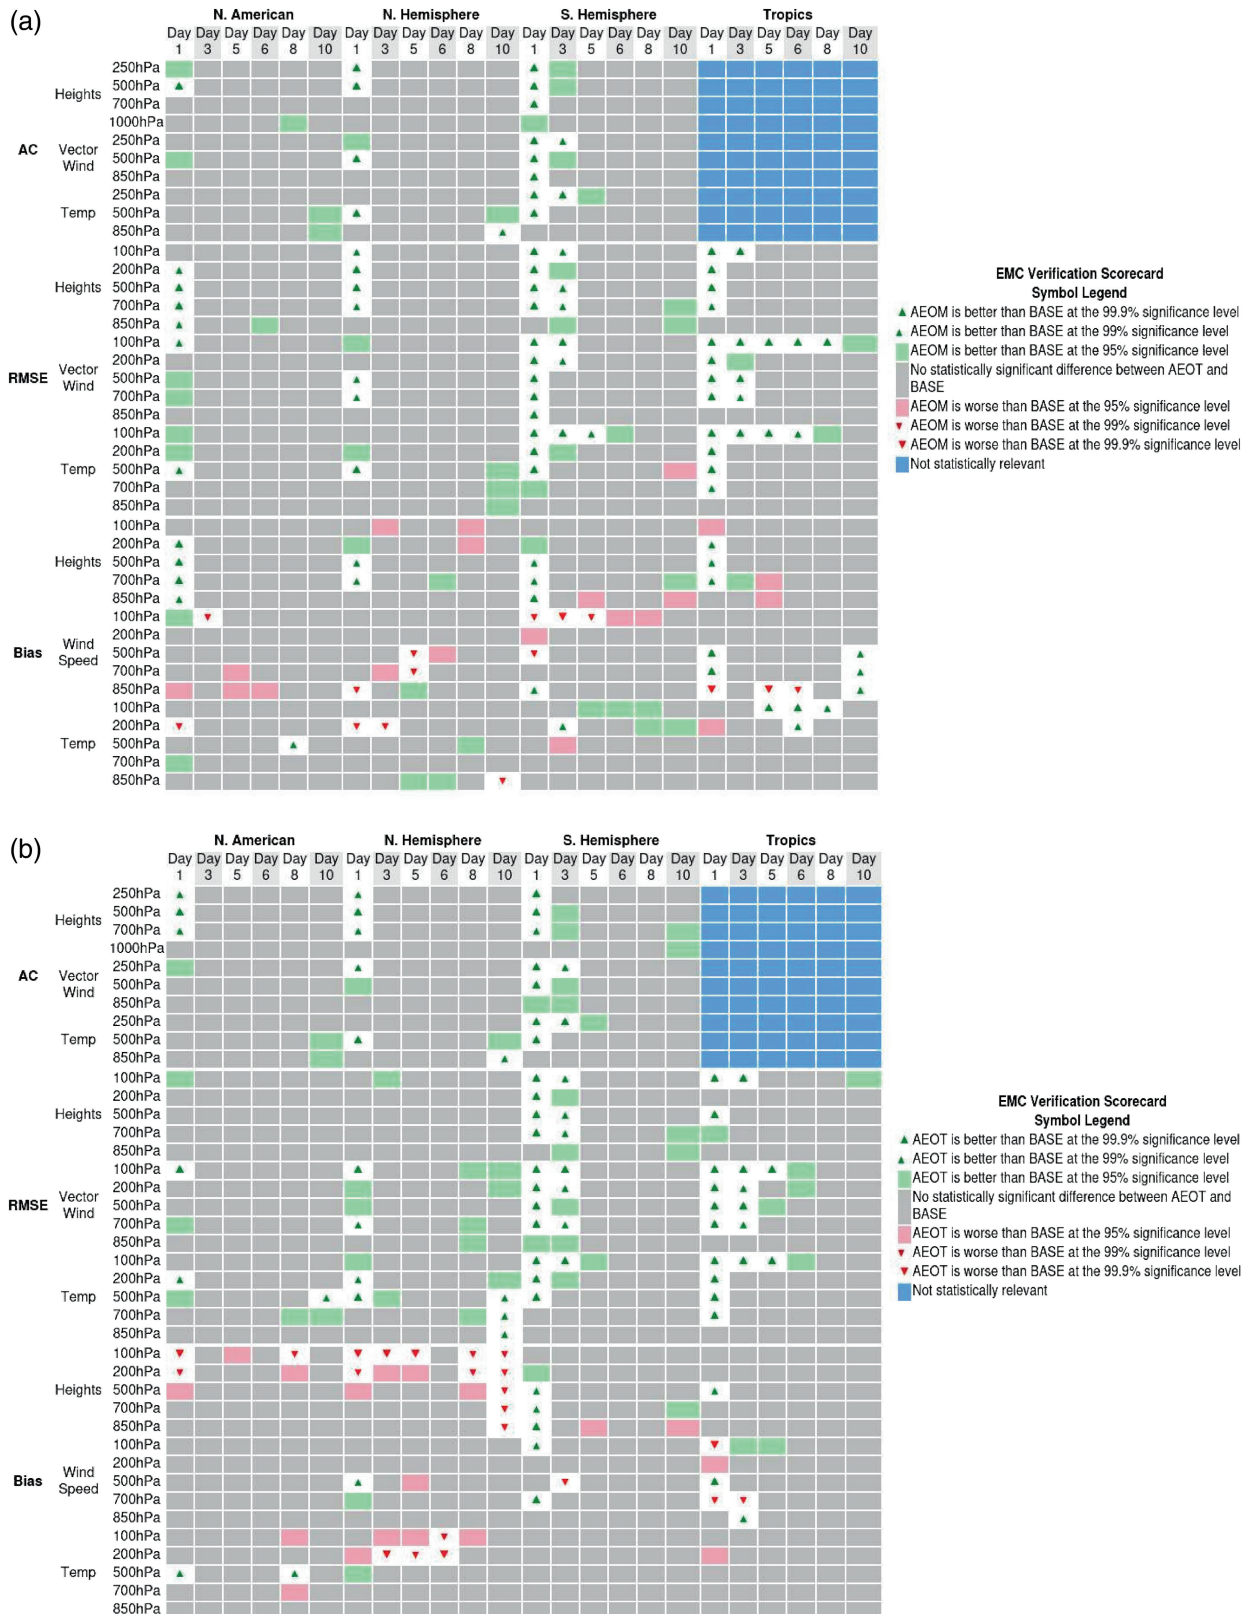 (a)
N. American N. Hemisphere S. Hemisphere Tropics
Day Day Day Day Day Day Day Day Day Day Day Day Day Day Day Day Day Day Day Day Day Day Day Day
1 3 5 6 8 10 1 3 5 6 8 10 1 3 5 6 8 10 1 3 5 6 8 10
250hPa
500hPa
Heights
700hPa
1000hPa
250hPa
AC
Vector
Wind
500hPa
850hPa
250hPa
Temp
500hPa
850hPa
100hPa
200hPa
Heights
500hPa
700hPa
850hPa
100hPa
200hPa
RMSE
Vector
Wind
500hPa
700hPa
850hPa
100hPa
200hPa
Temp
500hPa
700hPa
850hPa
100hPa
200hPa
Heights
500hPa
700hPa
850hPa
100hPa
200hPa
Bias
Wind
Speed
500hPa
700hPa
850hPa
100hPa
200hPa
Temp
500hPa
700hPa
850hPa
EMC Verification Scorecard
Symbol Legend
AEOM is better than BASE at the 99.9% significance level
AEOM is better than BASE at the 99% significance level
AEOM is better than BASE at the 95% significance level
No statistically significant difference between AEOT and
BASE
AEOM is worse than BASE at the 95% significance level
AEOM is worse than BASE at the 99% significance level
AEOM is worse than BASE at the 99.9% significance level
Not statistically relevant
(b)
N. American N. Hemisphere S. Hemisphere Tropics
Day Day Day Day Day Day Day Day Day Day Day Day Day Day Day Day Day Day Day Day Day Day Day Day
1 3 5 6 8 10 1 3 5 6 8 10 1 3 5 6 8 10 1 3 5 6 8 10
250hPa
500hPa
Heights
700hPa
1000hPa
250hPa
AC
Vector
Wind
500hPa
850hPa
250hPa
Temp
500hPa
850hPa
100hPa
200hPa
Heights
500hPa
700hPa
850hPa
100hPa
200hPa
RMSE
Vector
Wind
500hPa
700hPa
850hPa
100hPa
200hPa
Temp
500hPa
700hPa
850hPa
100hPa
200hPa
Heights
500hPa
700hPa
850hPa
100hPa
200hPa
Bias
Wind
Speed
500hPa
700hPa
850hPa
100hPa
200hPa
Temp
500hPa
700hPa
850hPa
EMC Verification Scorecard
Symbol Legend
AEOT is better than BASE at the 99.9% significance level
AEOT is better than BASE at the 99% significance level
AEOT is better than BASE at the 95% significance level
No statistically significant difference between AEOT and
BASE
AEOT is worse than BASE at the 95% significance level
AEOT is worse than BASE at the 99% significance level
AEOT is worse than BASE at the 99.9% significance level
Not statistically relevant